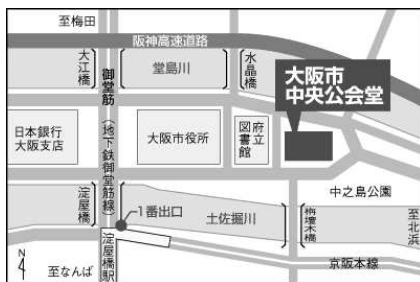 至梅田
阪神高速道路
大江橋
御堂筋（地下鉄御堂筋線）
堂島川
水晶橋
大阪市
中央公会堂
日本銀行
大阪支店
大阪市役所
府立
図書館
淀屋橋
1番出口
土佐掘川
中之島公園
栴檀木橋
至北浜
淀屋橋駅
京阪本線
至なんば
N
4